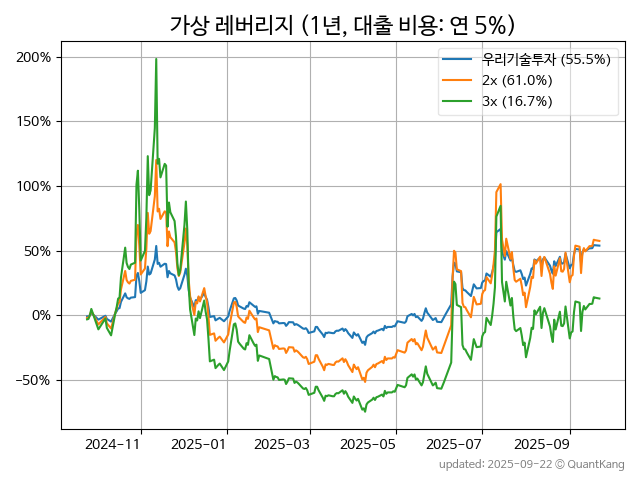 가상 레버리지 (1년, 대출 비용: 연 5%)
우리기술투자 (55.5%)
2x (61.0%)
3x (16.7%)
200%
150%
100%
50%
0%
−50%
2024-11
2025-01
2025-03
2025-05
2025-07
2025-09
updated: 2025-09-22 © QuantKang